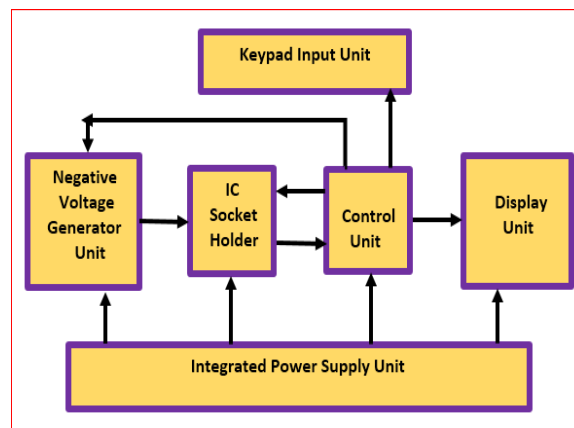 Keypad Input Unit
Negative
Voltage
Generator
Unit
IC
Socket
Holder
Control
Unit
Display
Unit
Integrated Power Supply Unit